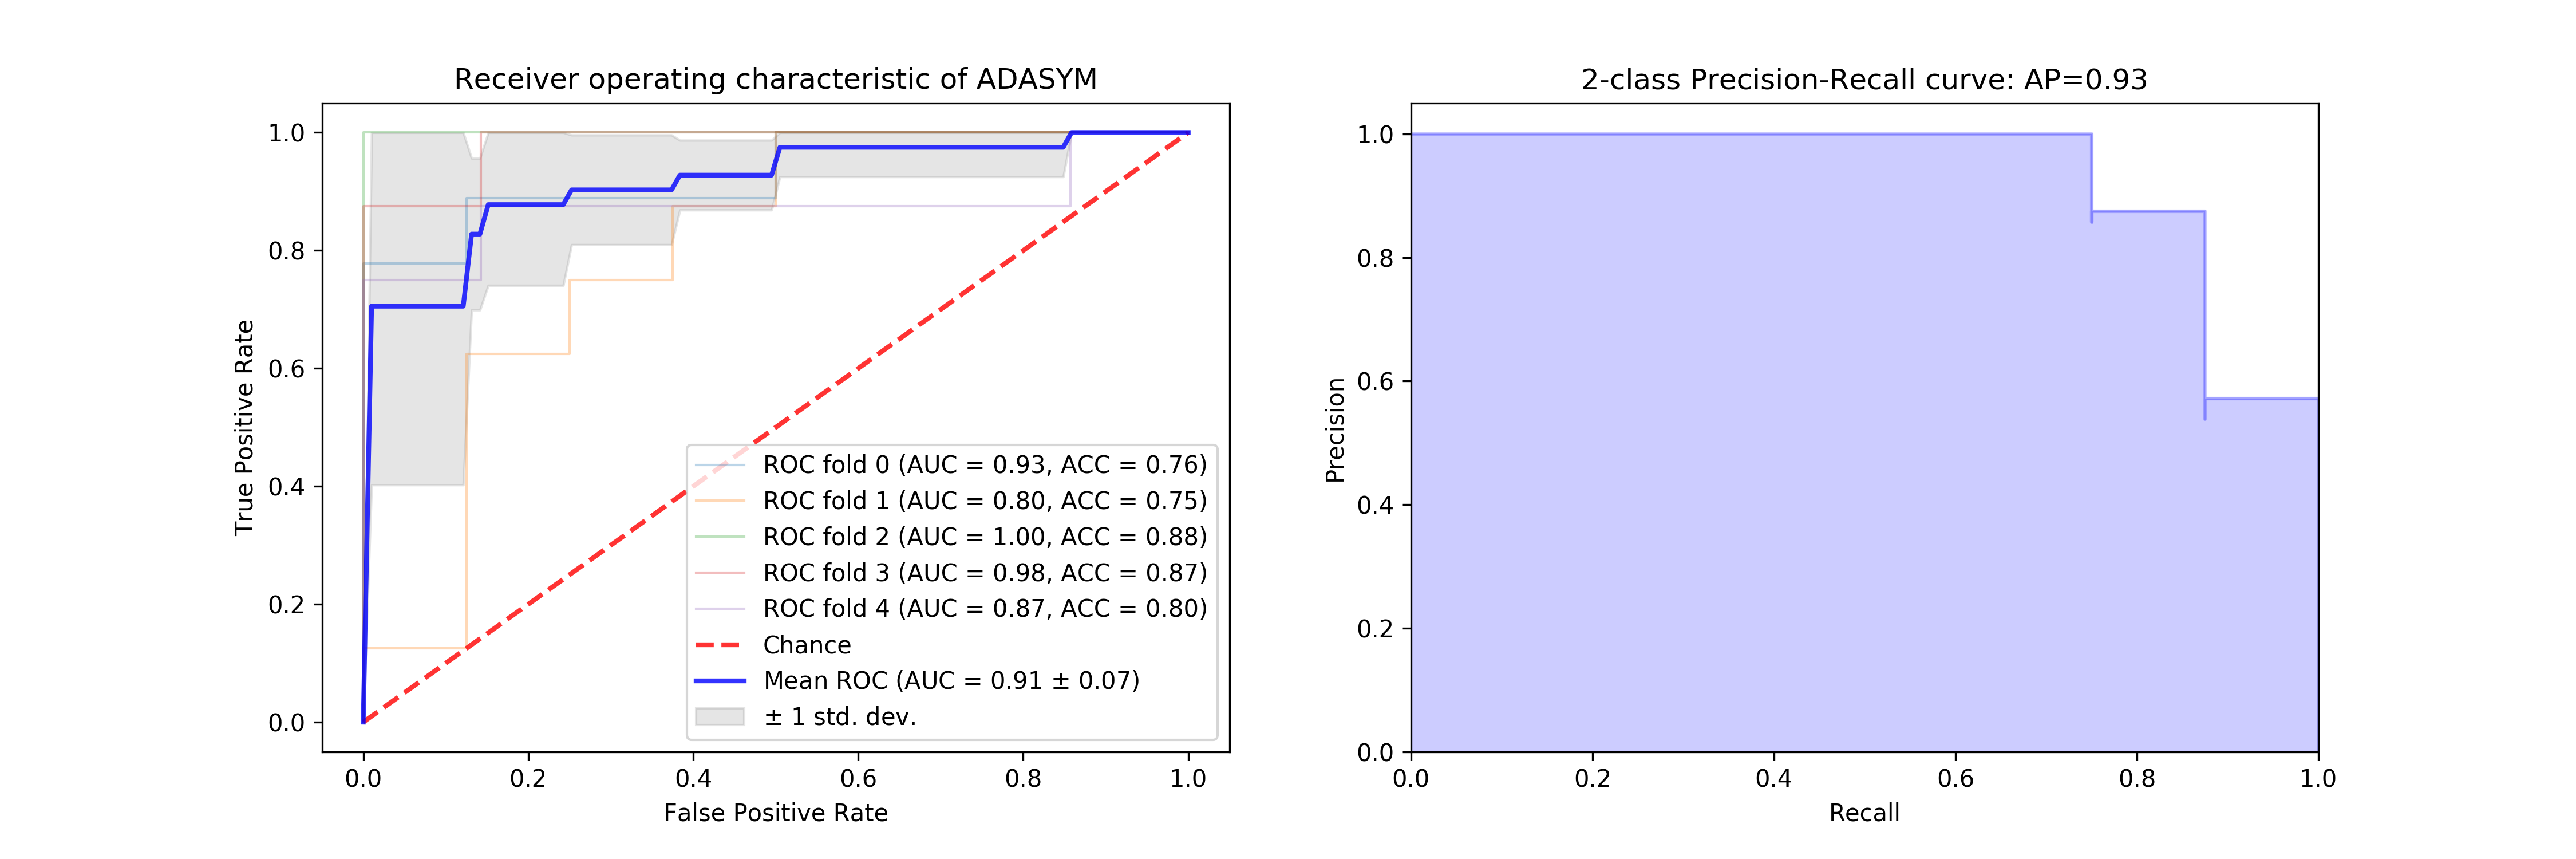 Receiver operating characteristic of ADASYM
True Positive Rate
1.0
0.8
0.6
0.4
0.2
0.0
ROC fold 0 (AUC = 0.93, ACC = 0.76)
ROC fold 1 (AUC = 0.80, ACC = 0.75)
ROC fold 2 (AUC = 1.00, ACC = 0.88)
ROC fold 3 (AUC = 0.98, ACC = 0.87)
ROC fold 4 (AUC = 0.87, ACC = 0.80)
Chance
Mean ROC (AUC = 0.91 ± 0.07)
± 1 std. dev.
0.0 0.2 0.4 0.6 0.8 1.0
False Positive Rate
2-class Precision-Recall curve: AP=0.93
Precision
1.0
0.8
0.6
0.4
0.2
0.0
0.0 0.2 0.4 0.6 0.8 1.0
Recall